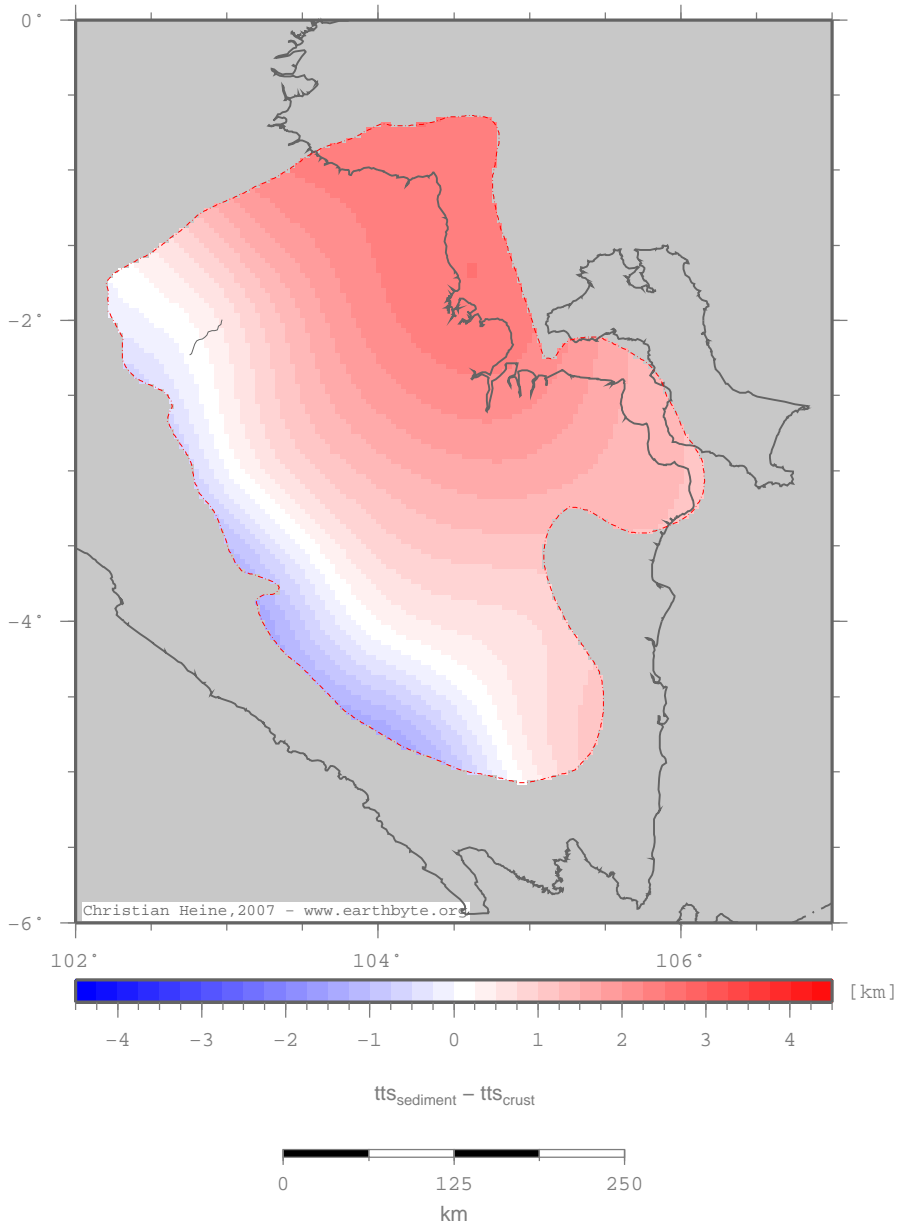 0°
−2°
−4°
−6°
Christian Heine,2007 - www.earthbyte.org
102° 104° 106°
[km]
−4 −3 −2 −1 0 1 2 3 4
tts_sediment − tts_crust
0 125 250
km